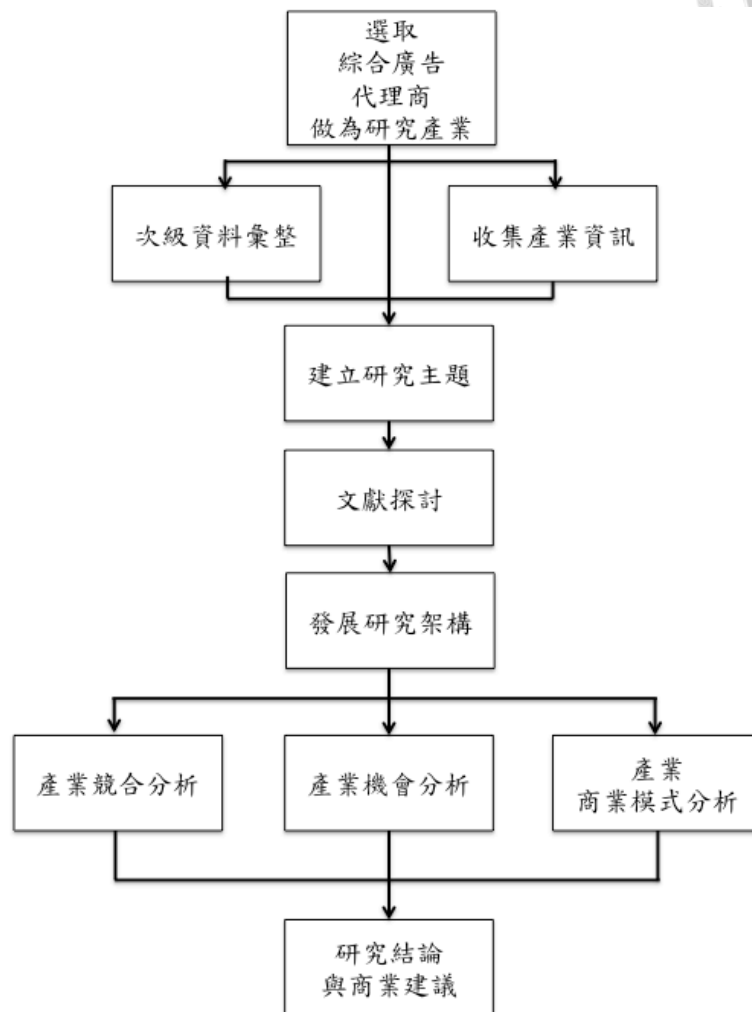 選取
綜合廣告
代理商
做為研究產業
次級資料彙整
收集產業資訊
建立研究主題
文獻探討
發展研究架構
產業競合分析
產業機會分析
產業
商業模式分析
研究結論
與商業建議